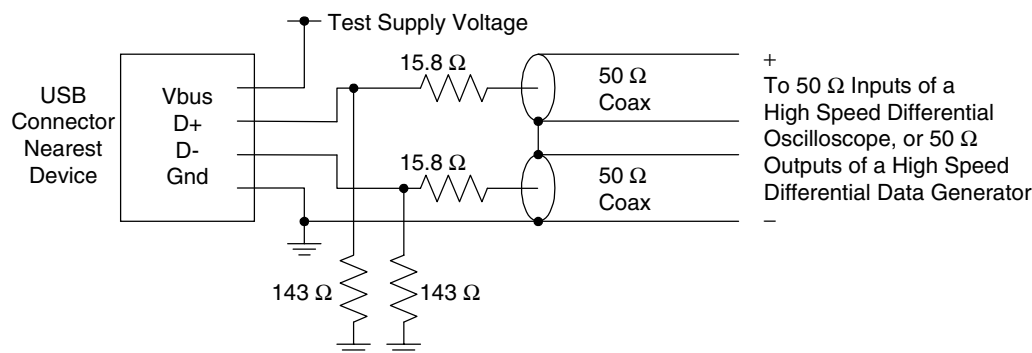 Test Supply Voltage
USB
Connector
Nearest
Device
Vbus
D+
D-
Gnd
15.8 Ω
50 Ω
Coax
15.8 Ω
50 Ω
Coax
143 Ω
143 Ω
+
To 50 Ω Inputs of a
High Speed Differential
Oscilloscope, or 50 Ω
Outputs of a High Speed
Differential Data Generator
−